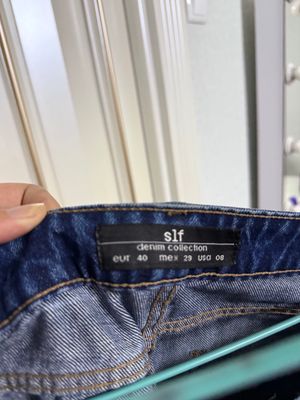 slf
denim collection
eur 40 mex 29 usa 08